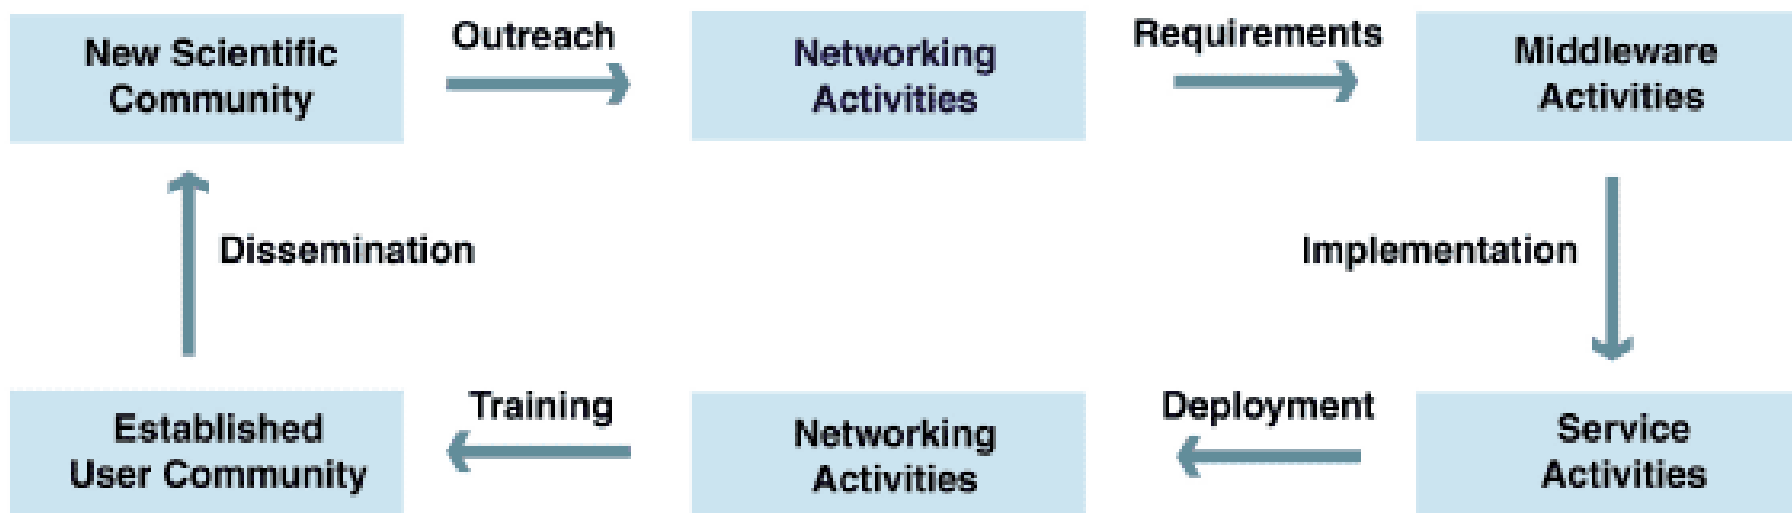 New Scientific
Community
Outreach
Networking
Activities
Requirements
Middleware
Activities
Dissemination
Implementation
Established
User Community
Training
Networking
Activities
Deployment
Service
Activities